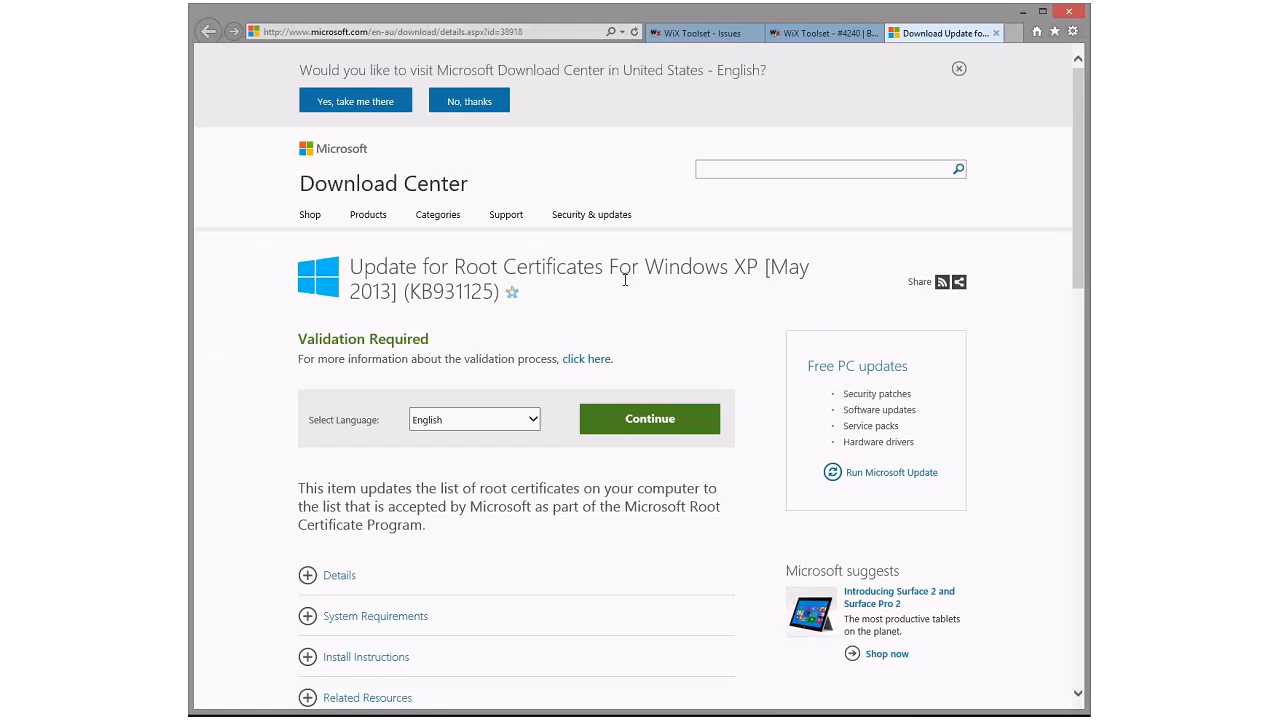 http://www.microsoft.com/en-au/download/details.aspx?id=38918
WiX Toolset - Issues
WiX Toolset - #4240 | B...
Download Update fo...
Would you like to visit Microsoft Download Center in United States - English?
Yes, take me there
No, thanks
Microsoft
Download Center
Shop
Products
Categories
Support
Security & updates
Update for Root Certificates For Windows XP [May
2013] (KB931125)
Share
Validation Required
For more information about the validation process, click here.
Select Language:
English
Continue
Free PC updates
Security patches
Software updates
Service packs
Hardware drivers
Run Microsoft Update
This item updates the list of root certificates on your computer to
the list that is accepted by Microsoft as part of the Microsoft Root
Certificate Program.
Details
System Requirements
Install Instructions
Related Resources
Microsoft suggests
Introducing Surface 2 and
Surface Pro 2
The most productive tablets
on the planet.
Shop now